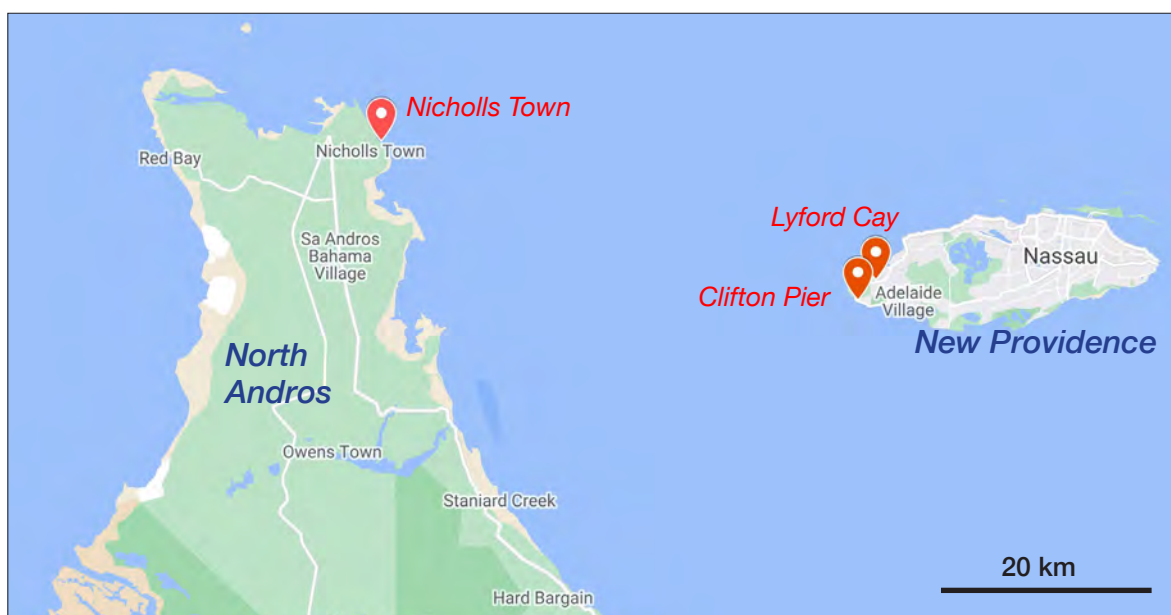 Nicholls Town
Nicholls Town
Red Bay
Lyford Cay
Sa Andros
Bahama
Village
Nassau
Clifton Pier
Adelaide
Village
New Providence
North
Andros
Owens Town
Staniard Creek
20 km
Hard Bargain